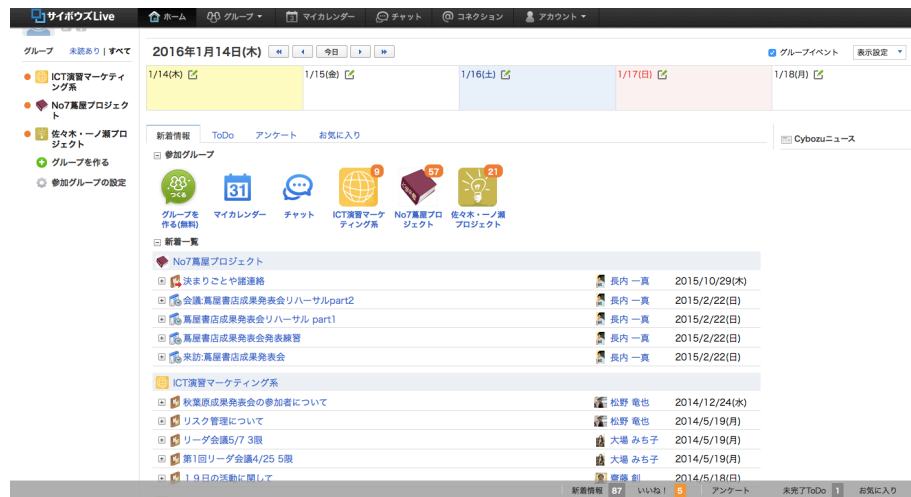 サイボウズLive ホーム グループ マイカレンダー チャット コネクション アカウント
グループ 未読あり | すべて
ICT演習マーケティ
ング系
No7蔦屋プロジェク
ト
佐々木・一ノ瀬プロ
ジェクト
グループを作る
参加グループの設定
2016年1月14日(木) 今日 グループイベント 表示設定
1/14(木) 1/15(金) 1/16(土) 1/17(日) 1/18(月)
新着情報 ToDo アンケート お気に入り
Cybozuニュース
参加グループ
31 9 57 21
つくる
グループを
作る(無料)
マイカレンダー
チャット
ICT演習マーケ
ティング系
No7蔦屋プロ
ジェクト
佐々木・一ノ瀬
プロジェクト
新着一覧
No7蔦屋プロジェクト
決まりごとや諸連絡 長内 一真 2015/10/29(木)
会議:蔦屋書店成果発表会リハーサルpart2 長内 一真 2015/2/22(日)
蔦屋書店成果発表会リハーサル part1 長内 一真 2015/2/22(日)
蔦屋書店成果発表会発表練習 長内 一真 2015/2/22(日)
来訪:蔦屋書店成果発表会 長内 一真 2015/2/22(日)
ICT演習マーケティング系
秋葉原成果発表会の参加者について 松野 竜也 2014/12/24(水)
リスク管理について 松野 竜也 2014/5/19(月)
リーダ会議5/7 3限 大場 みち子 2014/5/19(月)
第1回リーダ会議4/25 5限 大場 みち子 2014/5/19(月)
19日の活動に関して 齋藤 創 2014/5/18(日)
新着情報 87 いいね! 5 アンケート 未完了ToDo 1 お気に入り